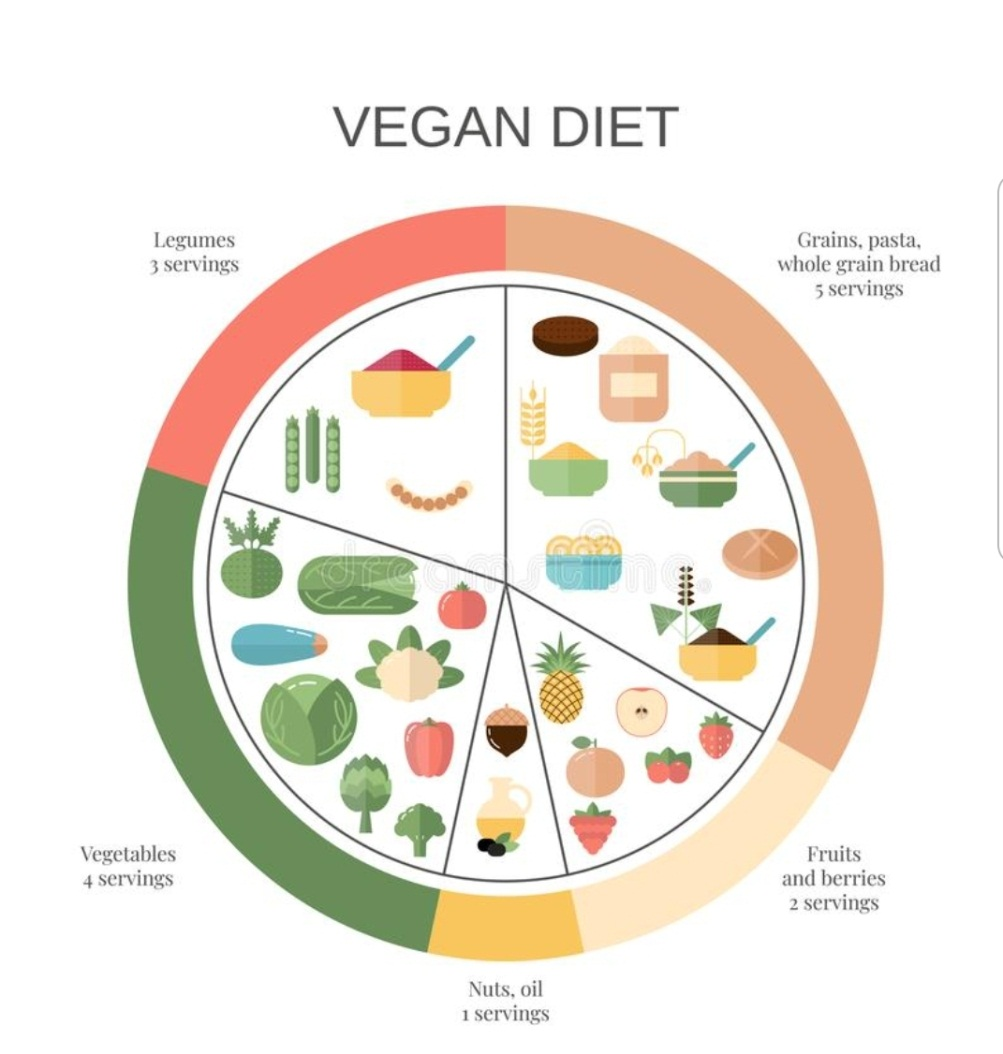 VEGAN DIET
Legumes
3 servings
Grains, pasta,
whole grain bread
5 servings
dreamstime
Vegetables
4 servings
Fruits
and berries
2 servings
Nuts, oil
1 servings